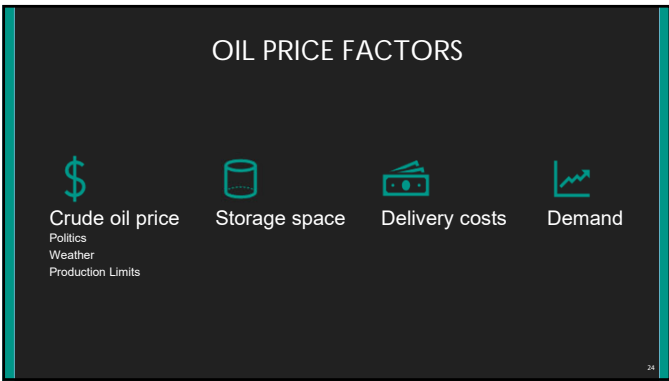 OIL PRICE FACTORS
Crude oil price
Politics
Weather
Production Limits
Storage space
Delivery costs
Demand
24